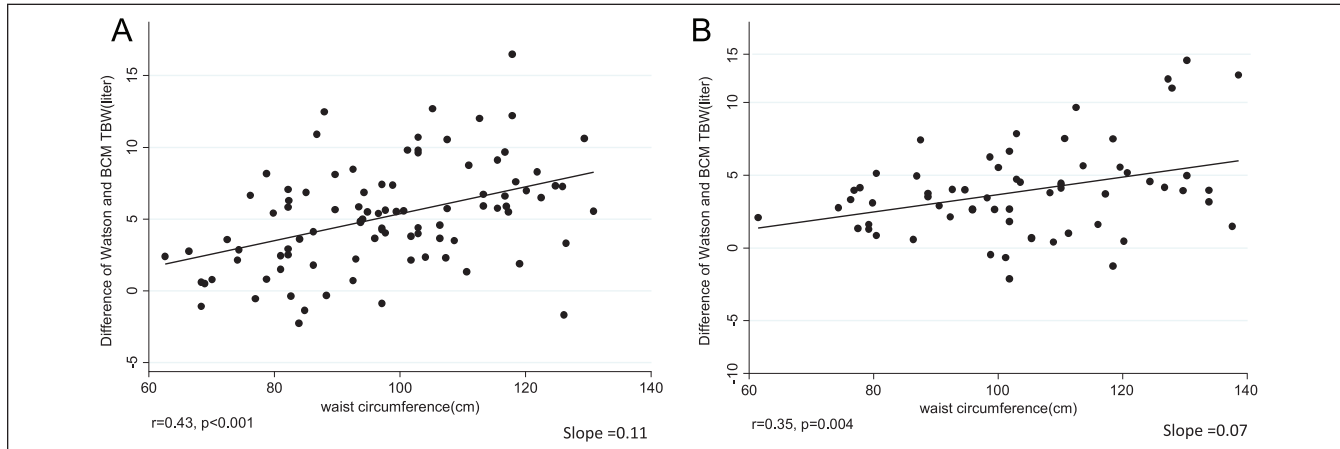 A
Difference of Watson and BCM TBW(liter)
15
10
5
0
-5
60
80
100
120
140
waist circumference(cm)
r=0.43, p<0.001
Slope =0.11
B
Difference of Watson and BCM TBW(liter)
15
10
5
0
-5
-10
60
80
100
120
140
waist circumference(cm)
r=0.35, p=0.004
Slope =0.07